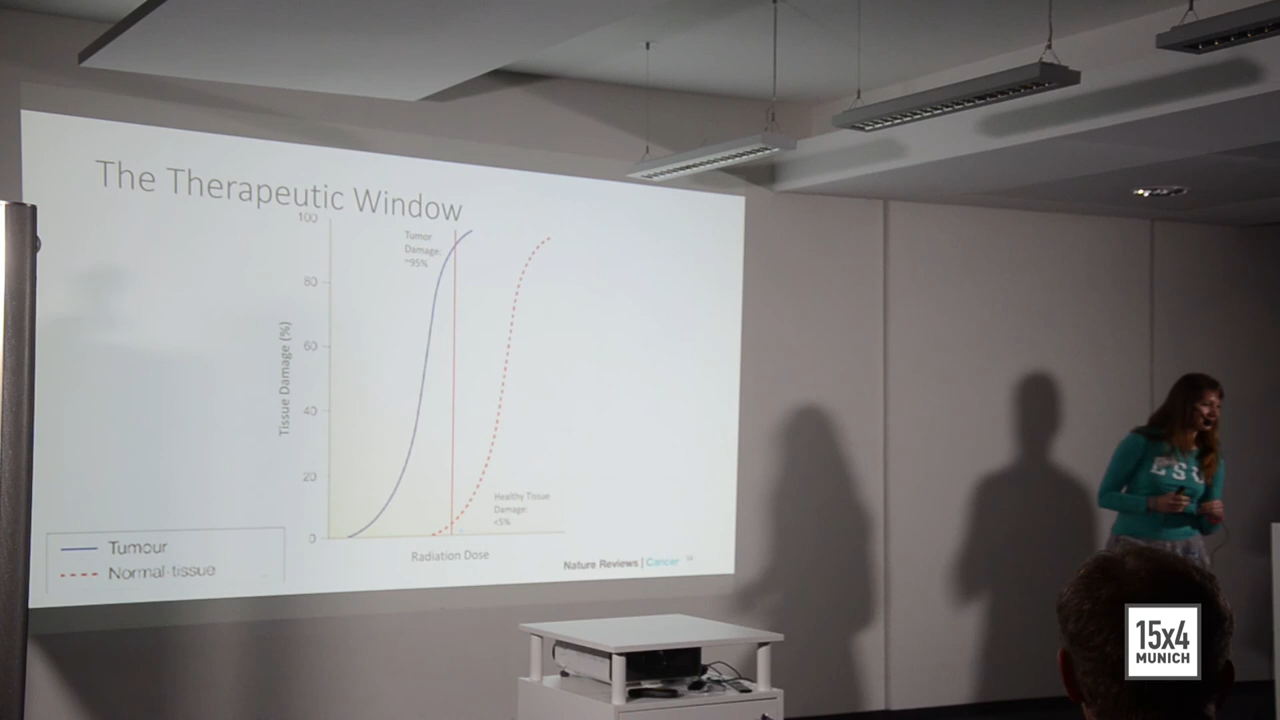 The Therapeutic Window
100
Tumor
Damage:
~95%
80
60
40
20
0
Tissue Damage (%)
Healthy Tissue
Damage:
<5%
Radiation Dose
Tumour
Normal-tissue
Nature Reviews | Cancer
15x4
MUNICH